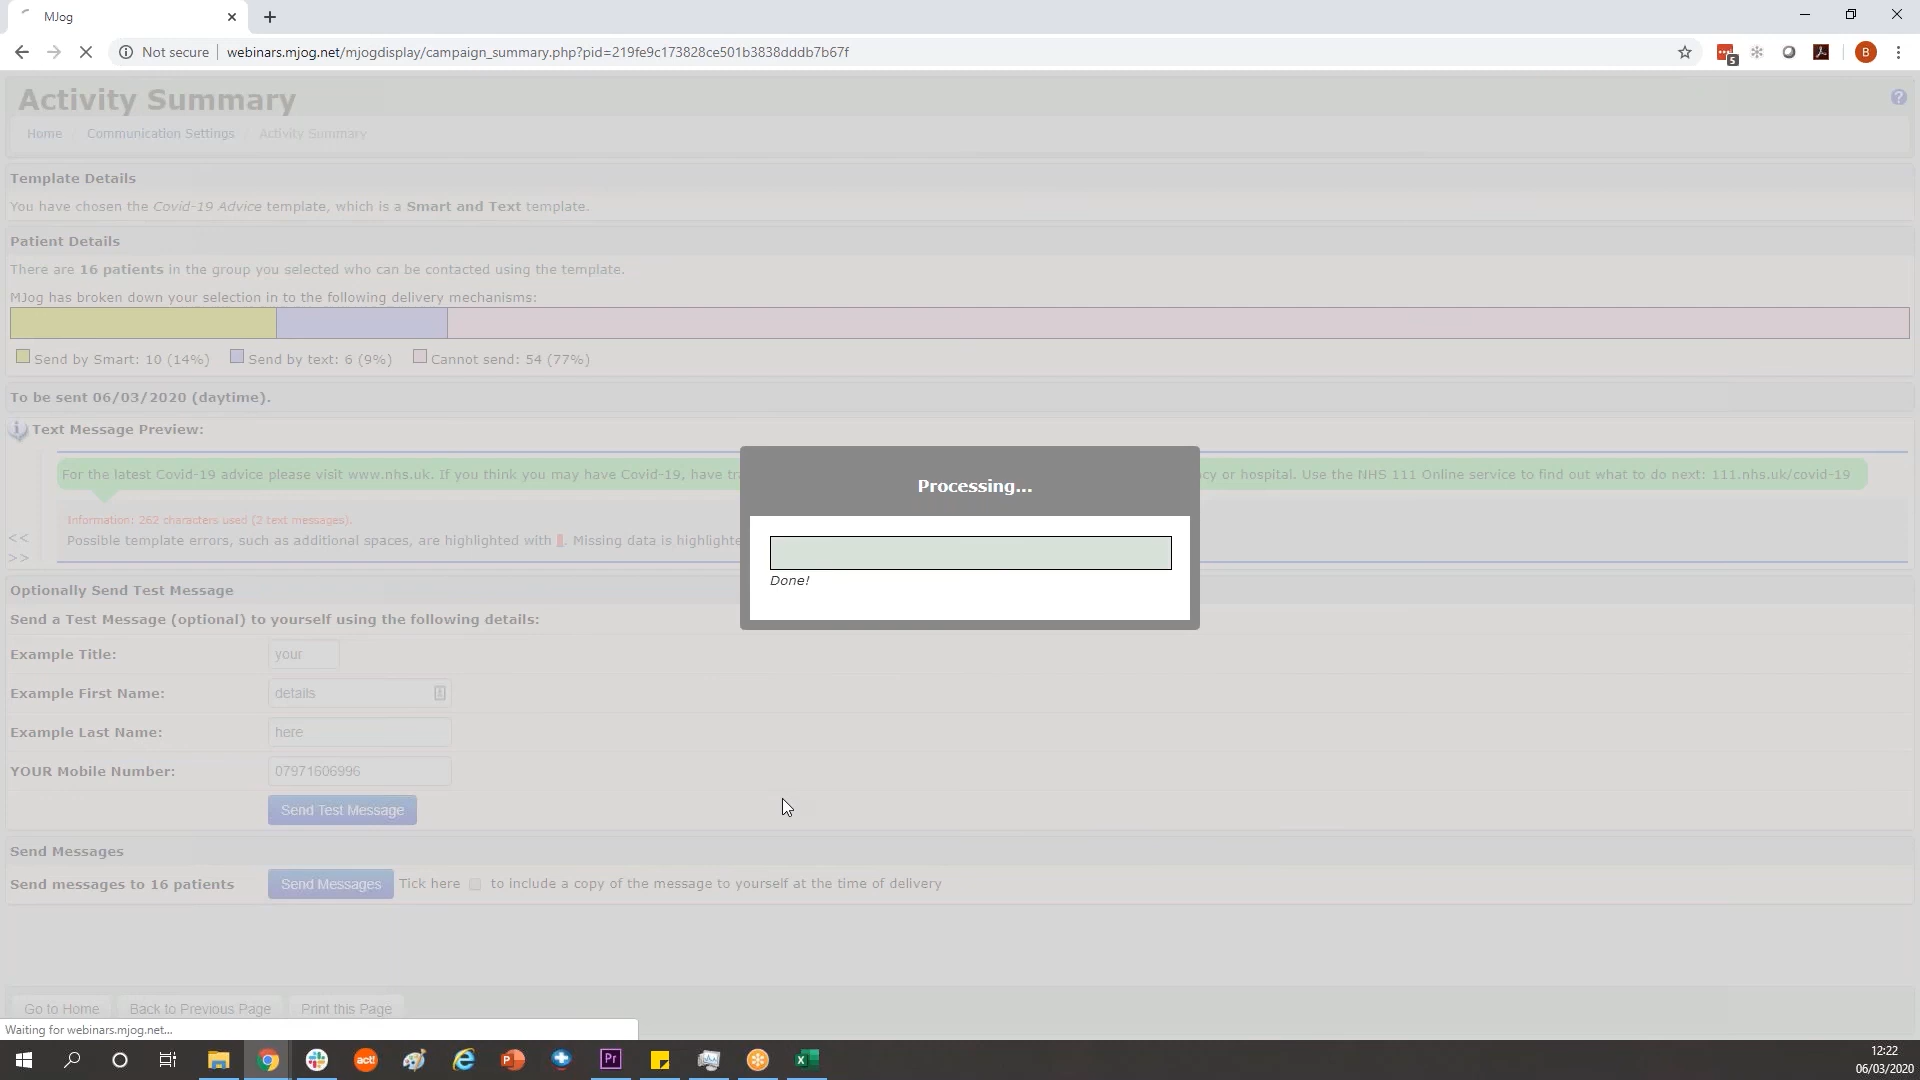 MJog
Not secure
webinars.mjog.net/mjogdisplay/campaign_summary.php?pid=219fe9c173828ce501b3838dddb7b67f
5
B
Activity Summary
?
Home / Communication Settings / Activity Summary
Template Details
You have chosen the Covid-19 Advice template, which is a Smart and Text template.
Patient Details
There are 16 patients in the group you selected who can be contacted using the template.
MJog has broken down your selection in to the following delivery mechanisms:
Send by Smart: 10 (14%) Send by text: 6 (9%) Cannot send: 54 (77%)
To be sent 06/03/2020 (daytime).
i Text Message Preview:
For the latest Covid-19 advice please visit www.nhs.uk. If you think you may have Covid-19, have tra
cy or hospital. Use the NHS 111 Online service to find out what to do next: 111.nhs.uk/covid-19
Processing...
Information: 262 characters used (2 text messages).
<<
Possible template errors, such as additional spaces, are highlighted with . Missing data is highlighte
>>
Done!
Optionally Send Test Message
Send a Test Message (optional) to yourself using the following details:
Example Title: your
Example First Name: details
Example Last Name: here
YOUR Mobile Number: 07971606996
Send Test Message
Send Messages
Send messages to 16 patients Send Messages Tick here to include a copy of the message to yourself at the time of delivery
Go to Home Back to Previous Page Print this Page
Waiting for webinars.mjog.net...
act!
Pr
12:22
06/03/2020